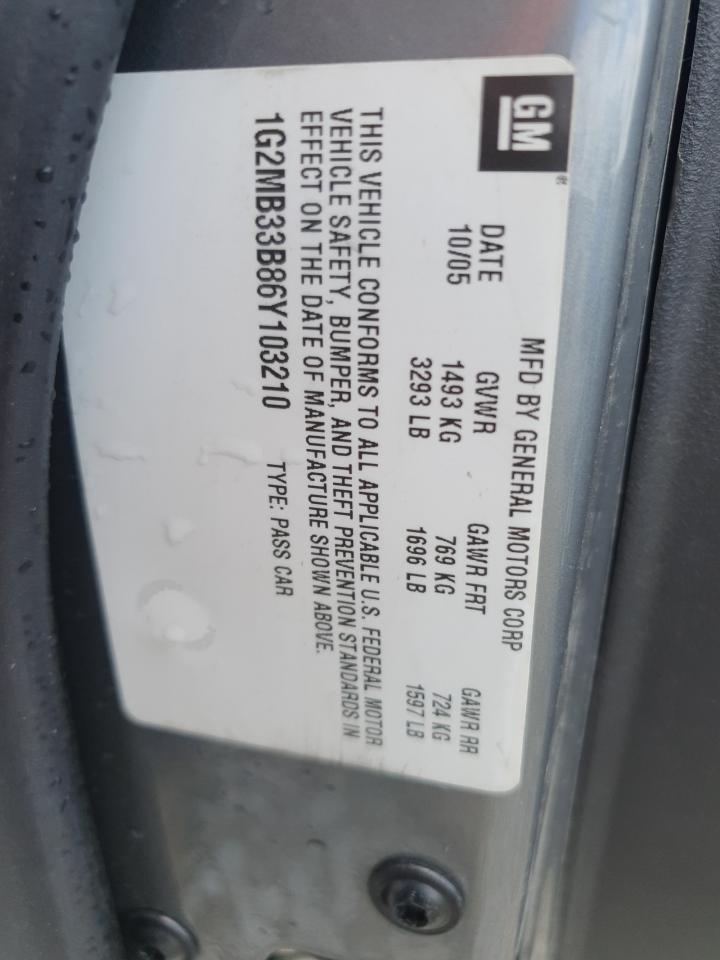 GM
®
MFD BY GENERAL MOTORS CORP
DATE GVWR GAWR FRT GAWR RR
10/05 1493 KG 769 KG 724 KG
3293 LB 1696 LB 1597 LB
THIS VEHICLE CONFORMS TO ALL APPLICABLE U.S. FEDERAL MOTOR
VEHICLE SAFETY, BUMPER, AND THEFT PREVENTION STANDARDS IN
EFFECT ON THE DATE OF MANUFACTURE SHOWN ABOVE.
1G2MB33B86Y103210 TYPE: PASS CAR